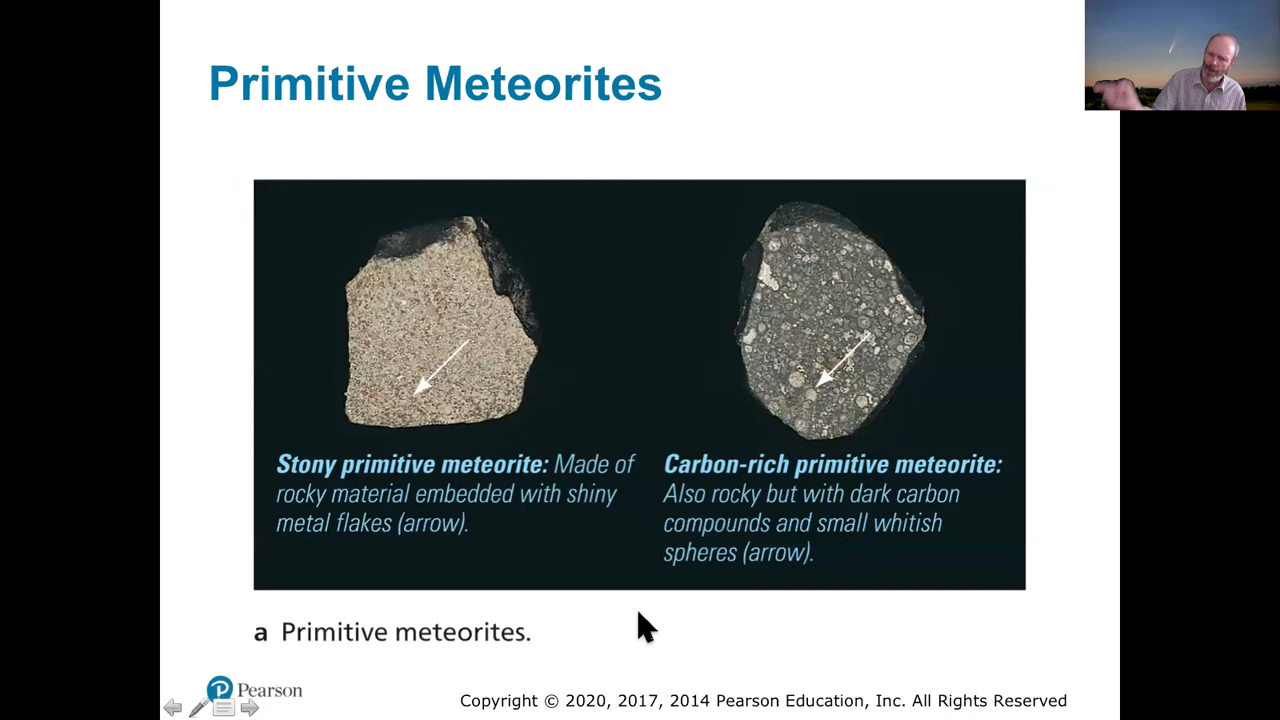 Primitive Meteorites
Stony primitive meteorite: Made of
rocky material embedded with shiny
metal flakes (arrow).
Carbon-rich primitive meteorite:
Also rocky but with dark carbon
compounds and small whitish
spheres (arrow).
a Primitive meteorites.
P Pearson
Copyright © 2020, 2017, 2014 Pearson Education, Inc. All Rights Reserved